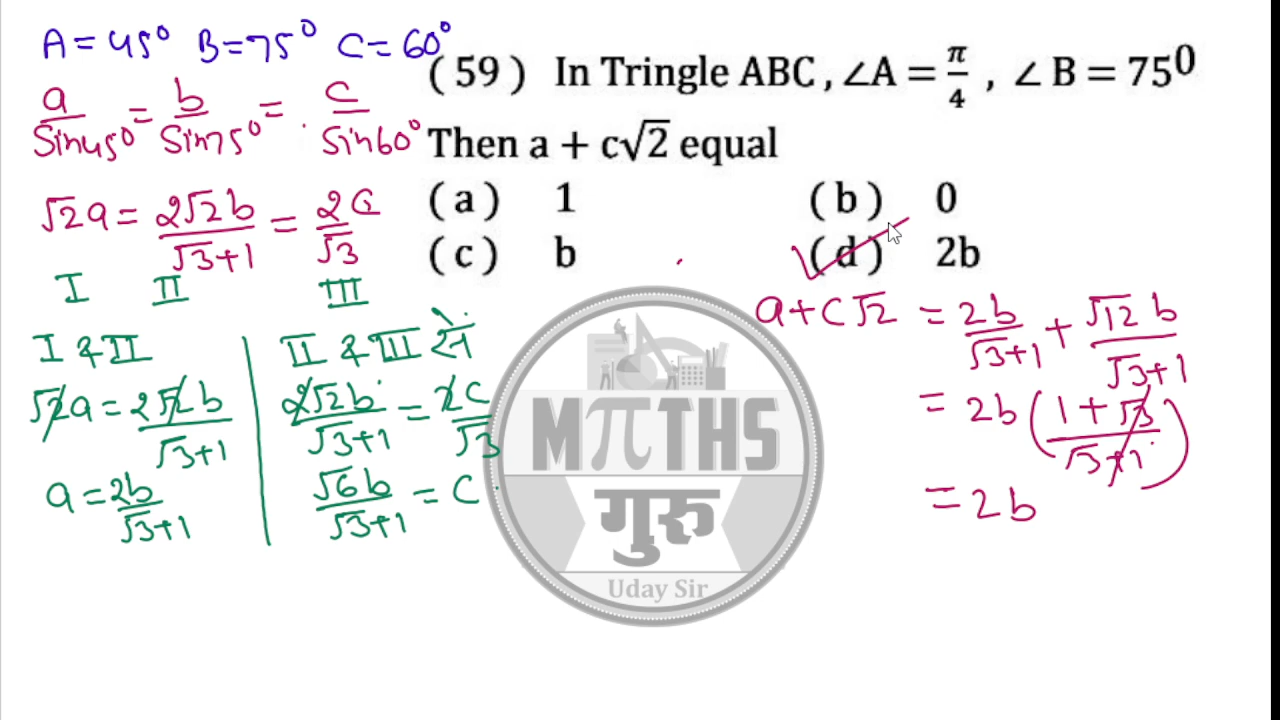 A = 45° B = 75° C = 60°
a/Sin45° = b/Sin75° = c/Sin60°
√2a = 2√2b/√3+1 = 2C/√3
I II III
I & II
√2a = 2√2b/√3+1
a = 2b/√3+1
II & III से
2√2b/√3+1 = 2C/√3
√6b/√3+1 = C
( 59 ) In Tringle ABC , ∠A = π/4 , ∠B = 75⁰
Then a + c√2 equal
( a ) 1 ( b ) 0
( c ) b ( d ) 2b
a+c√2 = 2b/√3+1 + √12b/√3+1
= 2b(1+√3/√3+1)
= 2b
MπTHS
गुरु
Uday Sir